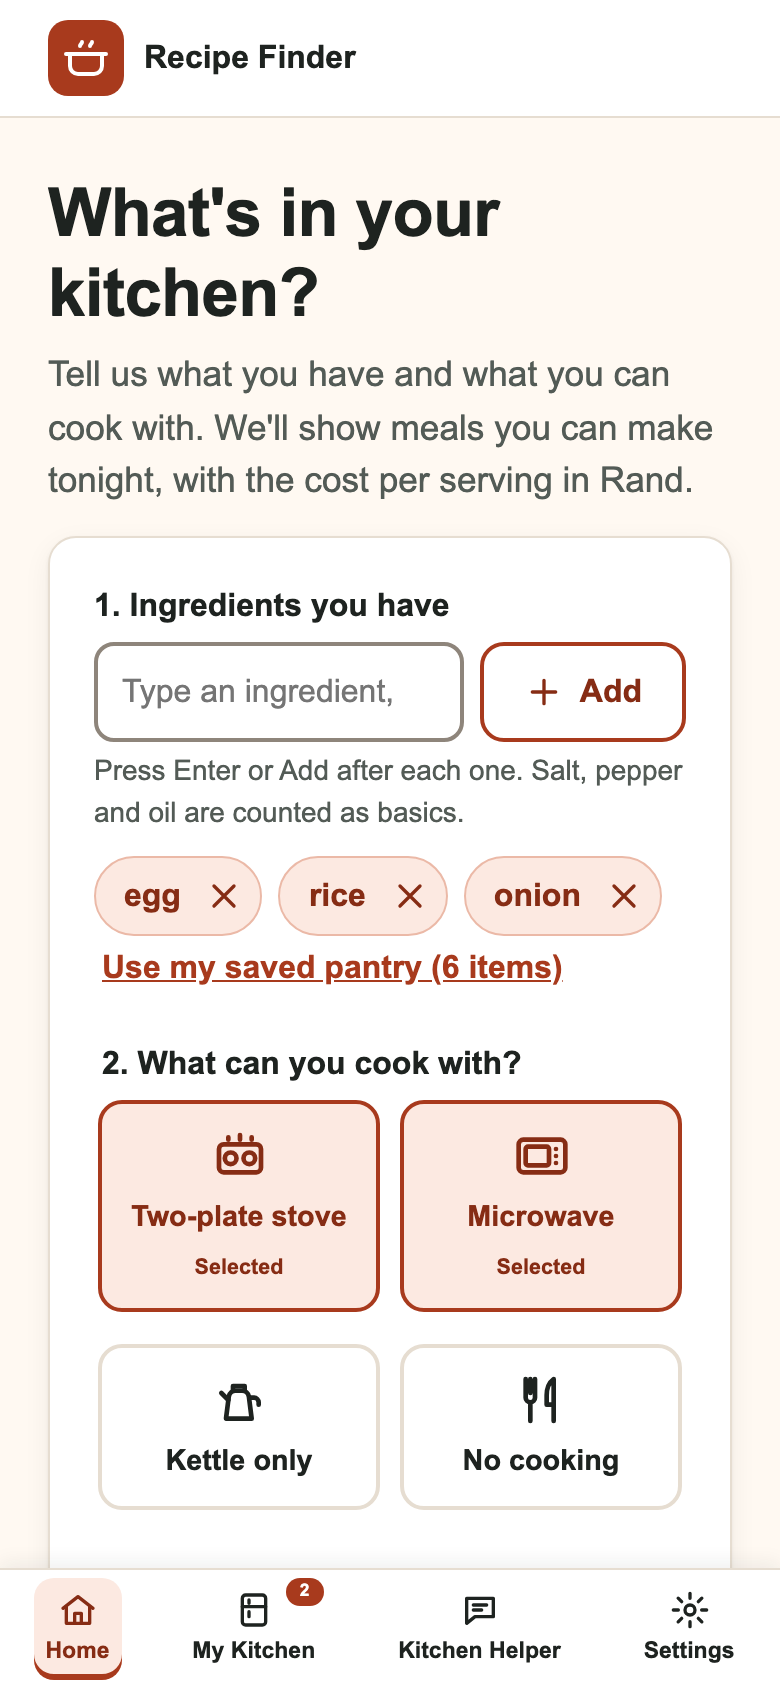 Recipe Finder
What's in your
kitchen?
Tell us what you have and what you can
cook with. We'll show meals you can make
tonight, with the cost per serving in Rand.
1. Ingredients you have
Type an ingredient,
Add
Press Enter or Add after each one. Salt, pepper
and oil are counted as basics.
egg
rice
onion
Use my saved pantry (6 items)
2. What can you cook with?
Two-plate stove
Selected
Microwave
Selected
Kettle only
No cooking
Home
My Kitchen
2
Kitchen Helper
Settings